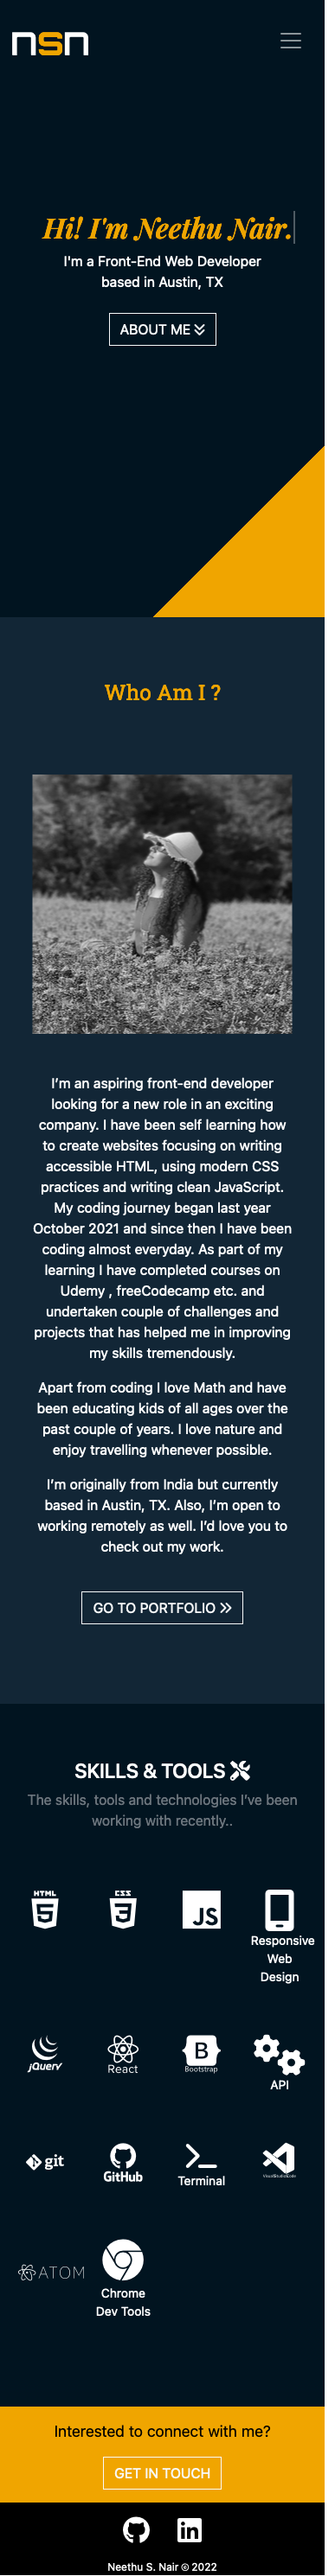 nsn
Hi! I'm Neethu Nair.
I'm a Front-End Web Developer
based in Austin, TX
ABOUT ME
Who Am I ?
I’m an aspiring front-end developer
looking for a new role in an exciting
company. I have been self learning how
to create websites focusing on writing
accessible HTML, using modern CSS
practices and writing clean JavaScript.
My coding journey began last year
October 2021 and since then I have been
coding almost everyday. As part of my
learning I have completed courses on
Udemy , freeCodecamp etc. and
undertaken couple of challenges and
projects that has helped me in improving
my skills tremendously.
Apart from coding I love Math and have
been educating kids of all ages over the
past couple of years. I love nature and
enjoy travelling whenever possible.
I’m originally from India but currently
based in Austin, TX. Also, I’m open to
working remotely as well. I’d love you to
check out my work.
GO TO PORTFOLIO
SKILLS & TOOLS
The skills, tools and technologies I’ve been
working with recently..
HTML 5
CSS 3
JS
Responsive
Web
Design
jQuery
React
B
Bootstrap
API
git
GitHub
Terminal
VisualStudioCode
ATOM
Chrome
Dev Tools
Interested to connect with me?
GET IN TOUCH
in
Neethu S. Nair © 2022